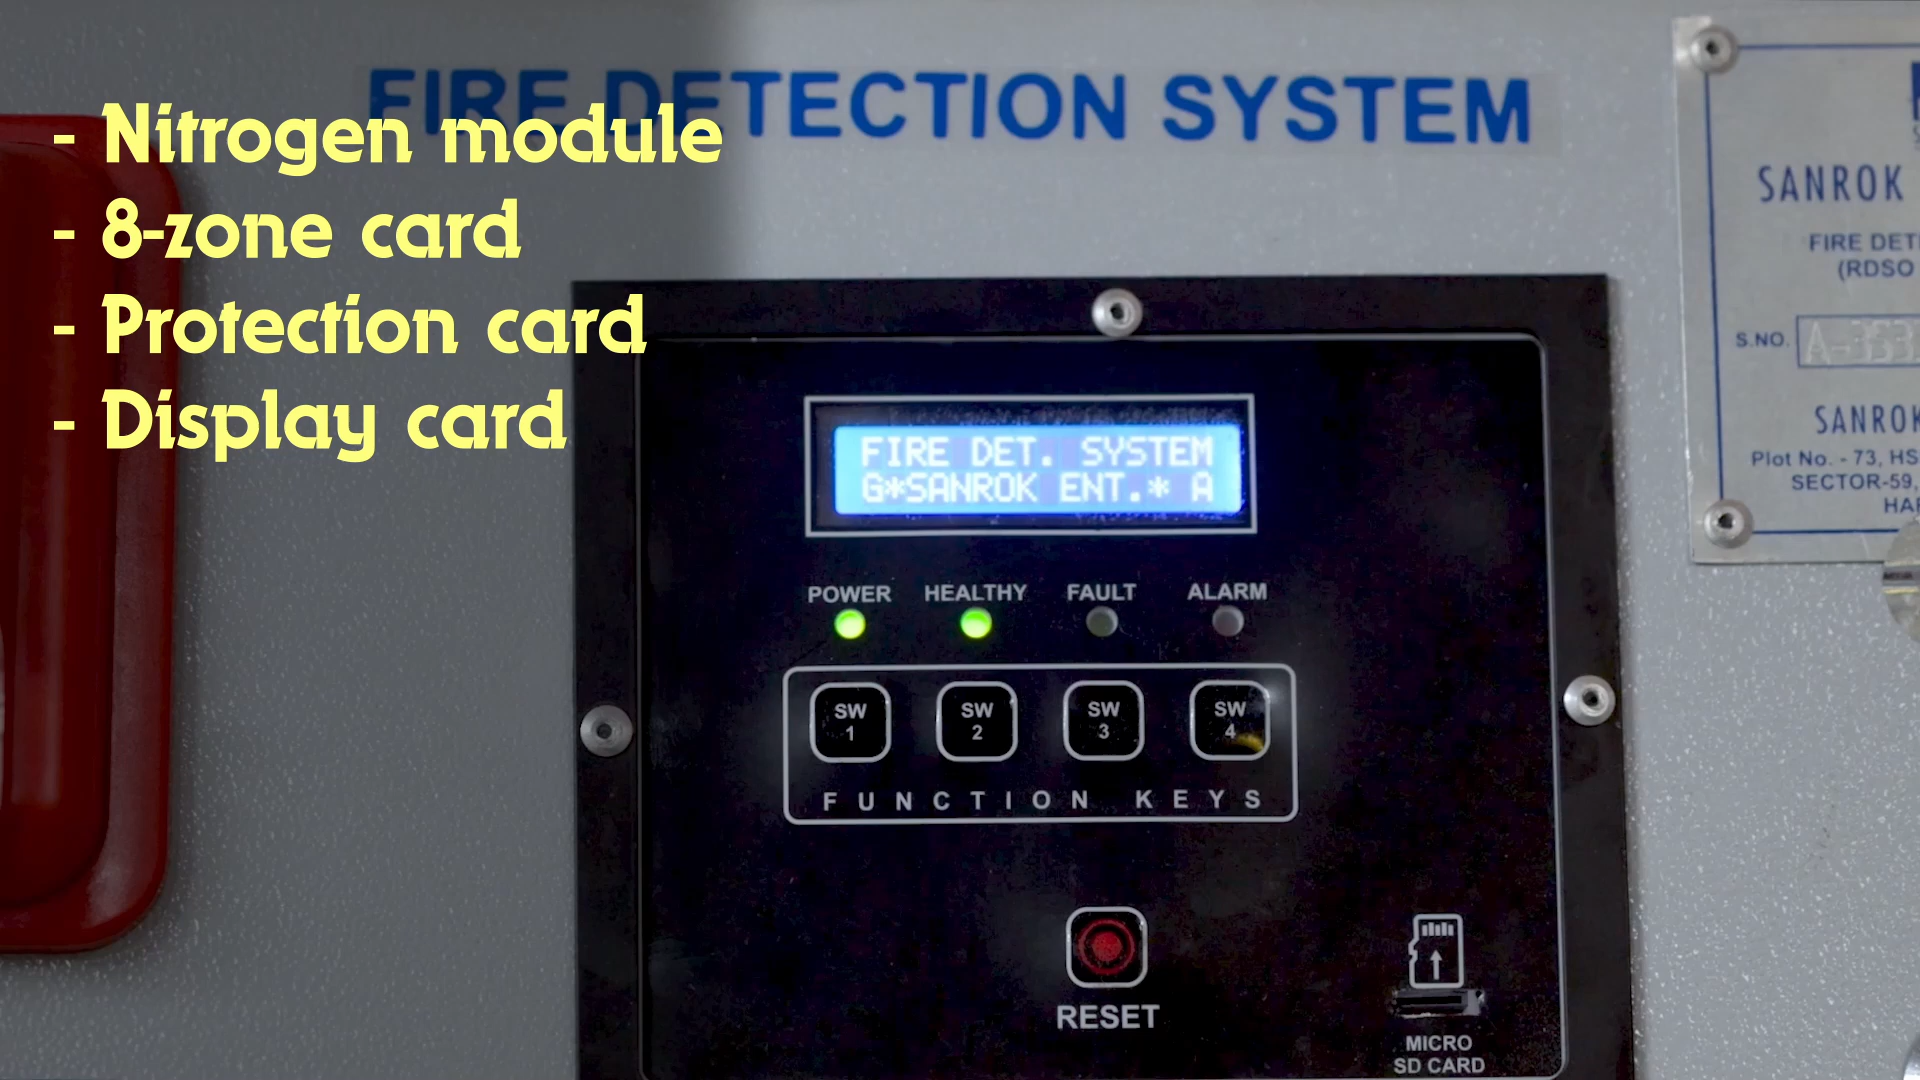 FIRE DETECTION SYSTEM
- Nitrogen module
- 8-zone card
- Protection card
- Display card
FIRE DET. SYSTEM
G*SANROK ENT.* A
POWER HEALTHY FAULT ALARM
SW 1
SW 2
SW 3
SW 4
FUNCTION KEYS
RESET
MICRO
SD CARD
SANROK
FIRE
(RDSO
S.NO.
SANROK
Plot No. - 73,
SECTOR-59,